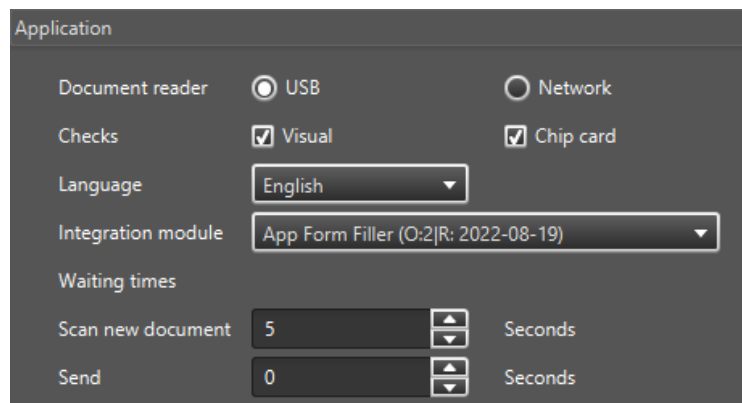 Application
Document reader USB Network
Checks Visual Chip card
Language English
Integration module App Form Filler (O:2|R: 2022-08-19)
Waiting times
Scan new document 5 Seconds
Send 0 Seconds